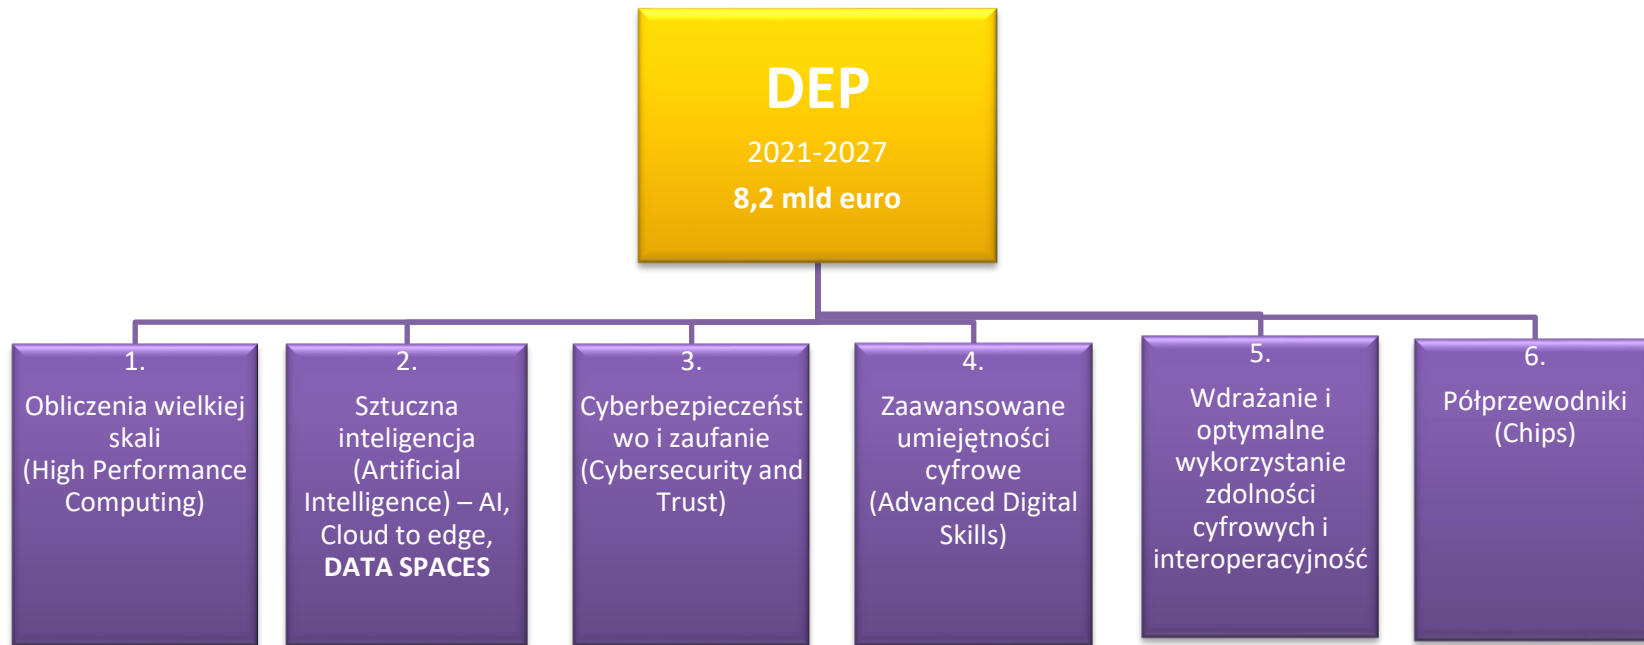 DEP
2021-2027
8,2 mld euro
1.
Obliczenia wielkiej
skali
(High Performance
Computing)
2.
Sztuczna
inteligencja
(Artificial
Intelligence) – AI,
Cloud to edge,
DATA SPACES
3.
Cyberbezpieczeńst
wo i zaufanie
(Cybersecurity and
Trust)
4.
Zaawansowane
umiejętności
cyfrowe
(Advanced Digital
Skills)
5.
Wdrażanie i
optymalne
wykorzystanie
zdolności
cyfrowych i
interoperacyjność
6.
Półprzewodniki
(Chips)